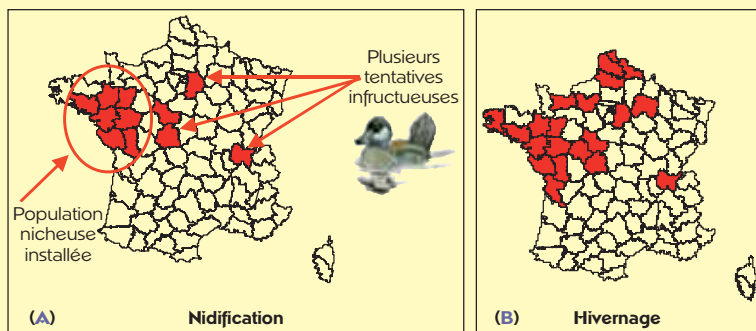 Plusieurs
tentatives
infructueuses
Population
nicheuse
installée
(A) Nidification
(B) Hivernage